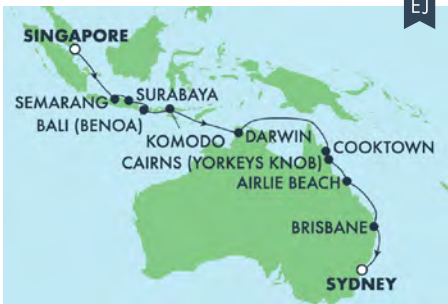 EJ
SINGAPORE
SEMARANG
SURABAYA
BALI (BENOA)
KOMODO
DARWIN
COOKTOWN
CAIRNS (YORKEYS KNOB)
AIRLIE BEACH
BRISBANE
SYDNEY